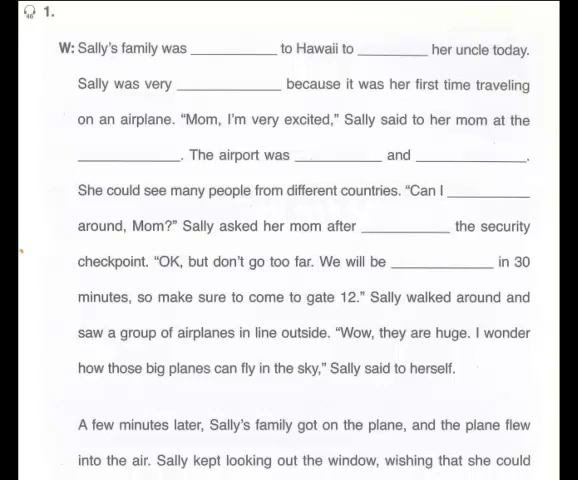 1.
W: Sally's family was ____________ to Hawaii to __________ her uncle today.
Sally was very _______________ because it was her first time traveling
on an airplane. “Mom, I'm very excited,” Sally said to her mom at the
_______________. The airport was _____________ and ________________.
She could see many people from different countries. “Can I ____________
around, Mom?” Sally asked her mom after _____________ the security
checkpoint. “OK, but don't go too far. We will be _______________ in 30
minutes, so make sure to come to gate 12.” Sally walked around and
saw a group of airplanes in line outside. “Wow, they are huge. I wonder
how those big planes can fly in the sky,” Sally said to herself.
A few minutes later, Sally's family got on the plane, and the plane flew
into the air. Sally kept looking out the window, wishing that she could